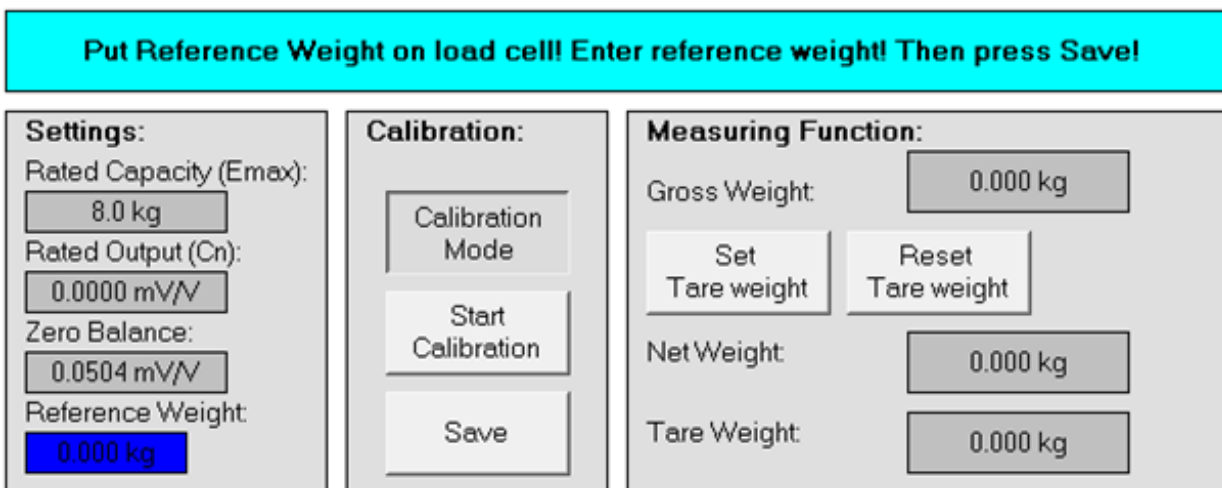 Put Reference Weight on load cell! Enter reference weight! Then press Save!
Settings:
Rated Capacity (Emax):
8.0 kg
Rated Output (Cn):
0.0000 mV/V
Zero Balance:
0.0504 mV/V
Reference Weight:
0.000 kg
Calibration:
Calibration
Mode
Start
Calibration
Save
Measuring Function:
Gross Weight:
0.000 kg
Set
Tare weight
Reset
Tare weight
Net Weight:
0.000 kg
Tare Weight:
0.000 kg